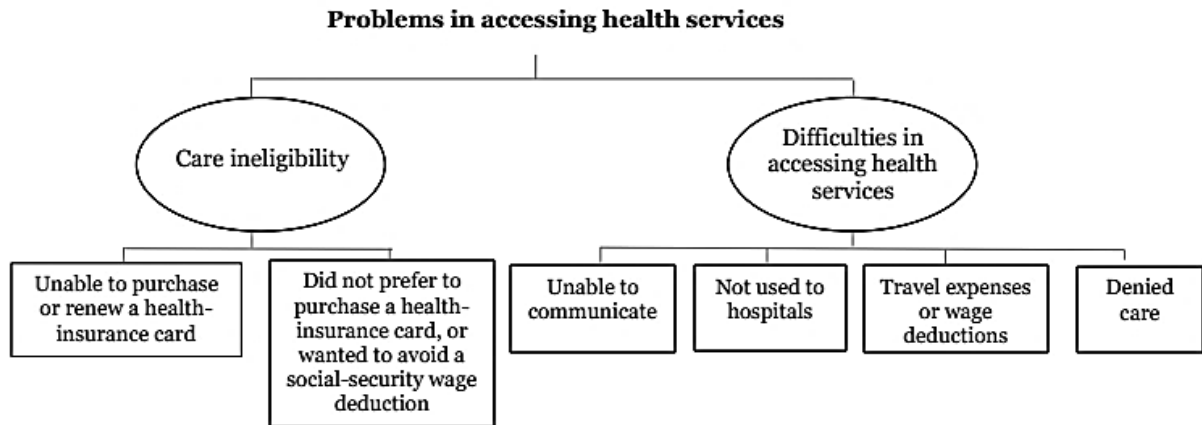 Problems in accessing health services
Care ineligibility
Difficulties in
accessing health
services
Unable to purchase
or renew a health-
insurance card
Did not prefer to
purchase a health-
insurance card, or
wanted to avoid a
social-security wage
deduction
Unable to
communicate
Not used to
hospitals
Travel expenses
or wage
deductions
Denied
care